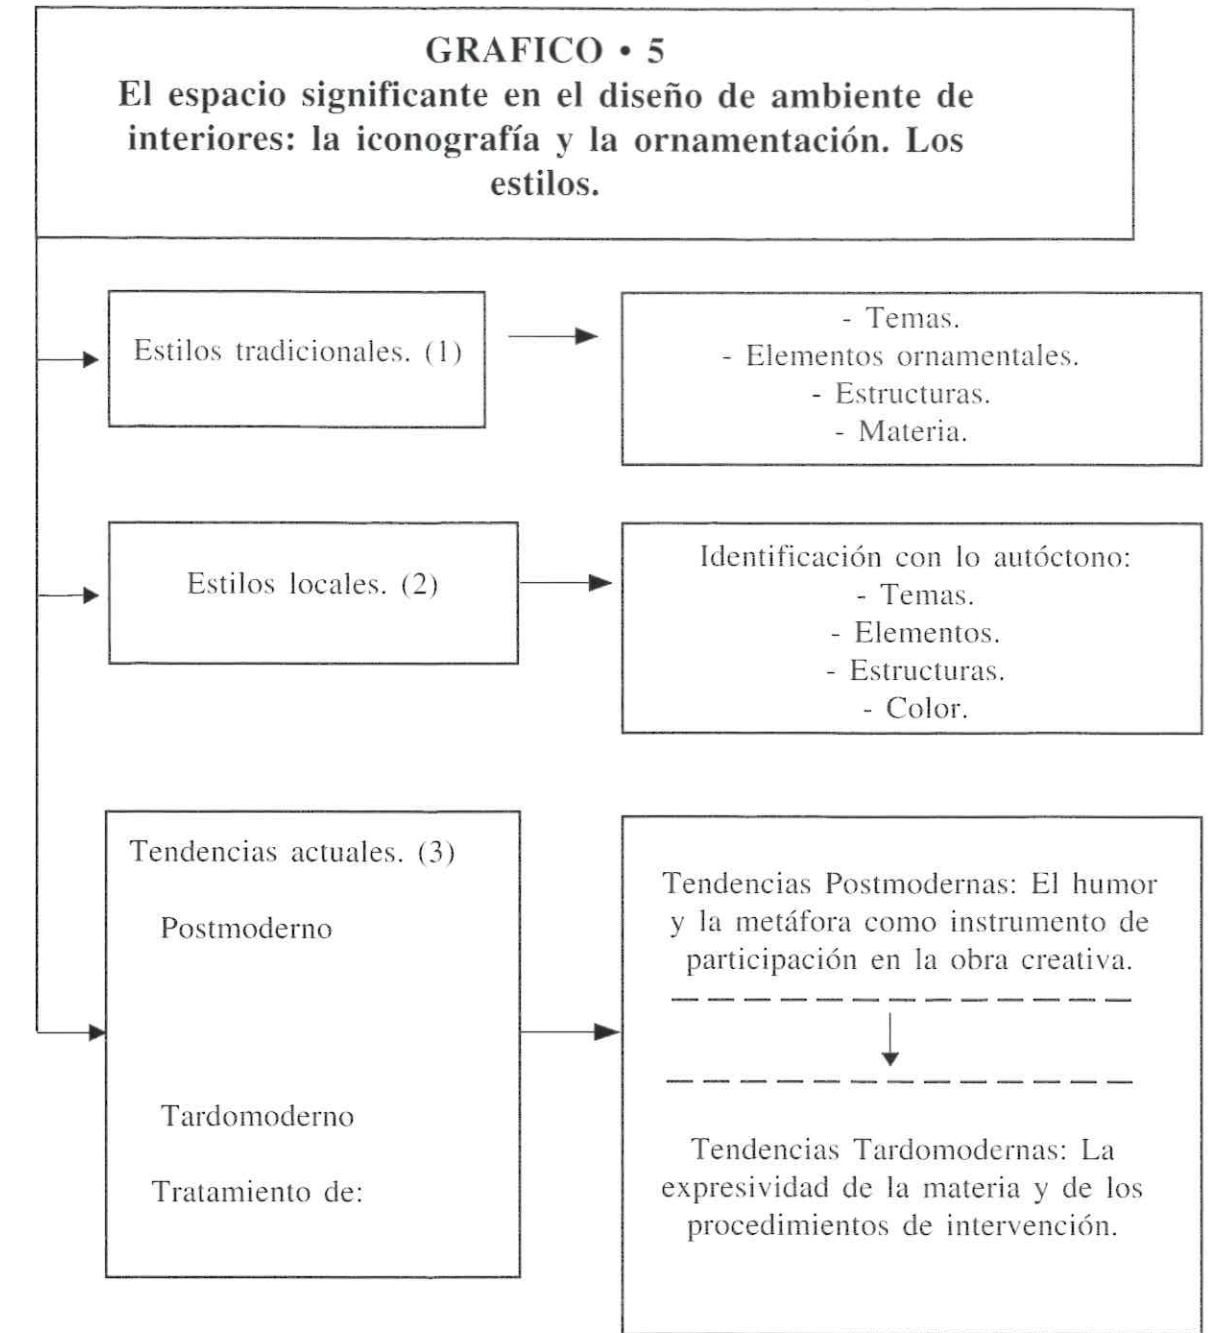 GRAFICO • 5
El espacio significante en el diseño de ambiente de
interiores: la iconografía y la ornamentación. Los
estilos.
Estilos tradicionales. (1)
- Temas.
- Elementos ornamentales.
- Estructuras.
- Materia.
Estilos locales. (2)
Identificación con lo autóctono:
- Temas.
- Elementos.
- Estructuras.
- Color.
Tendencias actuales. (3)
Postmoderno
Tardomoderno
Tratamiento de:
Tendencias Postmodernas: El humor
y la metáfora como instrumento de
participación en la obra creativa.
Tendencias Tardomodernas: La
expresividad de la materia y de los
procedimientos de intervención.